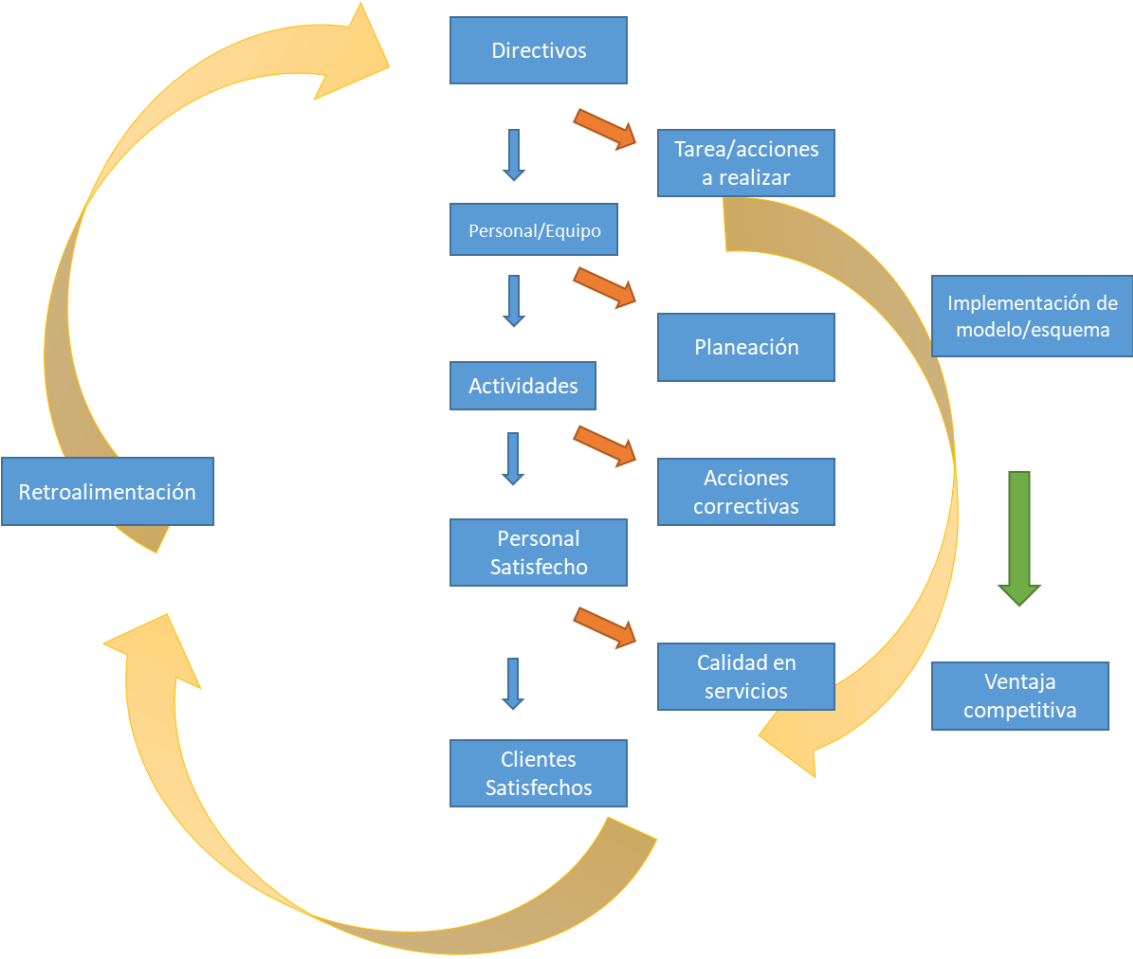 Directivos
Tarea/acciones
a realizar
Personal/Equipo
Implementación de
modelo/esquema
Planeación
Actividades
Retroalimentación
Acciones
correctivas
Personal
Satisfecho
Calidad en
servicios
Ventaja
competitiva
Clientes
Satisfechos